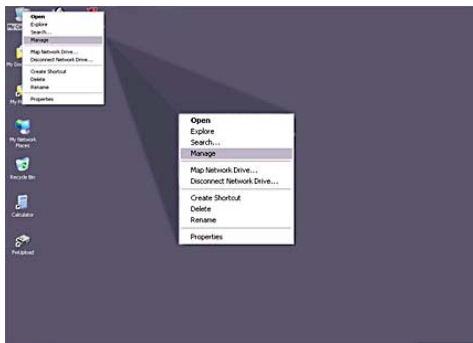 Open
Explore
Search...
Manage
Map Network Drive...
Disconnect Network Drive...
Create Shortcut
Delete
Rename
Properties
My Network
Places
Recycle Bin
Calculator
Open
Explore
Search...
Manage
Map Network Drive...
Disconnect Network Drive...
Create Shortcut
Delete
Rename
Properties